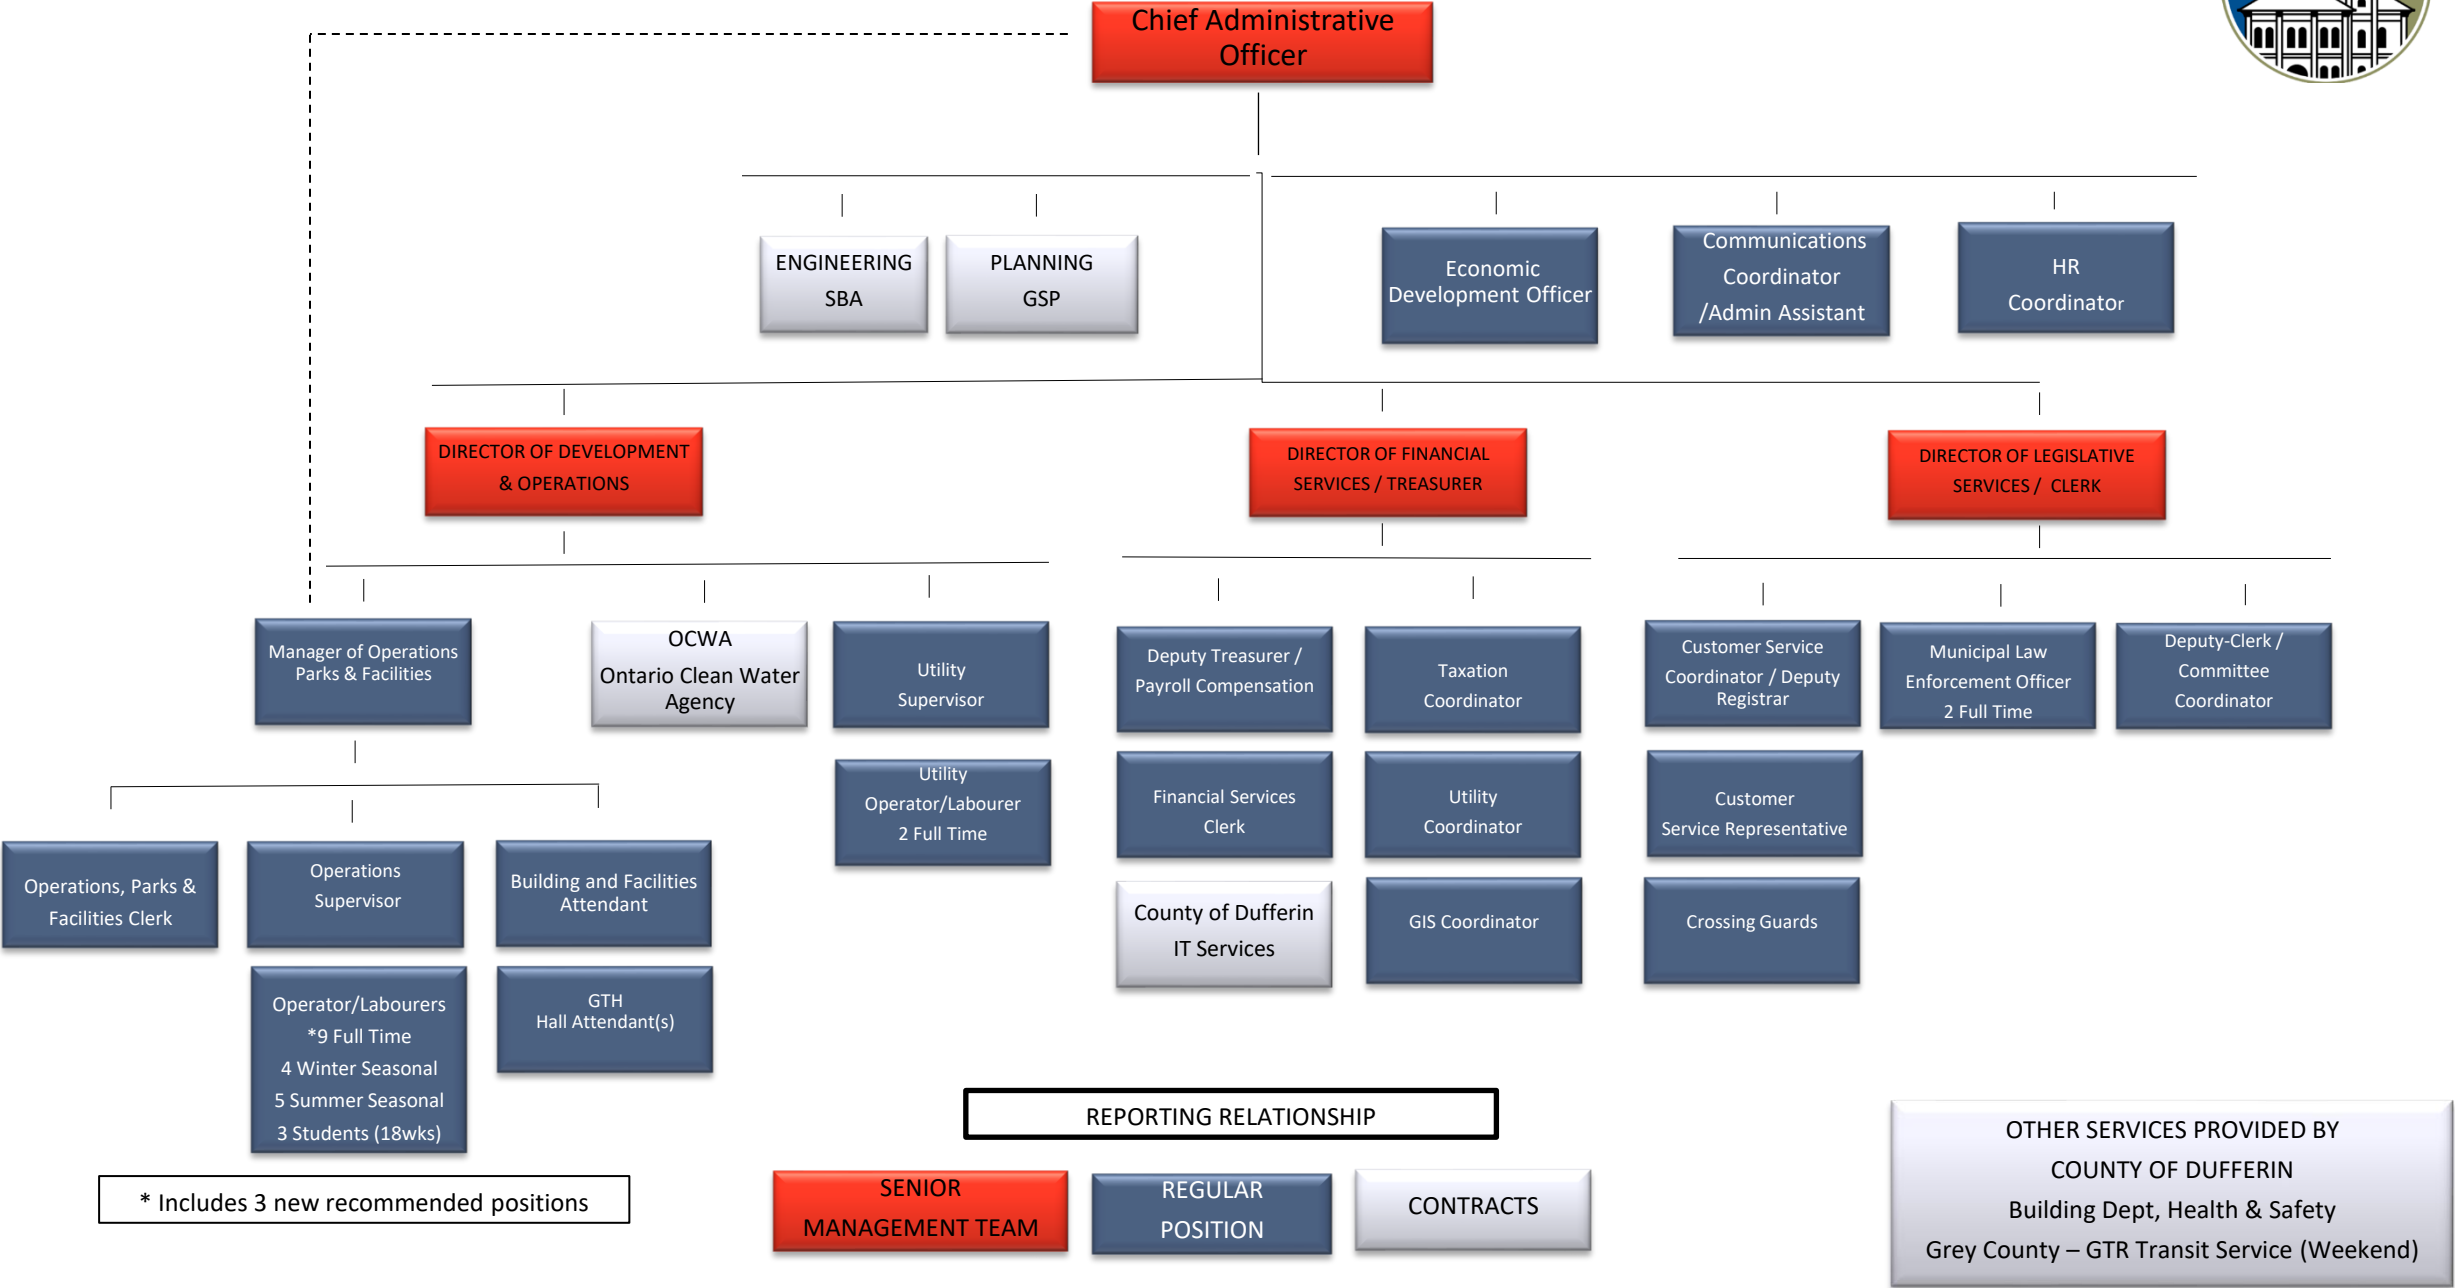 Chief Administrative
Officer
ENGINEERING
SBA
PLANNING
GSP
Economic
Development Officer
Communications
Coordinator
/Admin Assistant
HR
Coordinator
DIRECTOR OF DEVELOPMENT
& OPERATIONS
DIRECTOR OF FINANCIAL
SERVICES / TREASURER
DIRECTOR OF LEGISLATIVE
SERVICES / CLERK
Manager of Operations
Parks & Facilities
OCWA
Ontario Clean Water
Agency
Utility
Supervisor
Deputy Treasurer /
Payroll Compensation
Taxation
Coordinator
Customer Service
Coordinator / Deputy
Registrar
Municipal Law
Enforcement Officer
2 Full Time
Deputy-Clerk /
Committee
Coordinator
Utility
Operator/Labourer
2 Full Time
Financial Services
Clerk
Utility
Coordinator
Customer
Service Representative
Operations, Parks &
Facilities Clerk
Operations
Supervisor
Building and Facilities
Attendant
County of Dufferin
IT Services
GIS Coordinator
Crossing Guards
Operator/Labourers
*9 Full Time
4 Winter Seasonal
5 Summer Seasonal
3 Students (18wks)
GTH
Hall Attendant(s)
* Includes 3 new recommended positions
REPORTING RELATIONSHIP
SENIOR
MANAGEMENT TEAM
REGULAR
POSITION
CONTRACTS
OTHER SERVICES PROVIDED BY
COUNTY OF DUFFERIN
Building Dept, Health & Safety
Grey County – GTR Transit Service (Weekend)